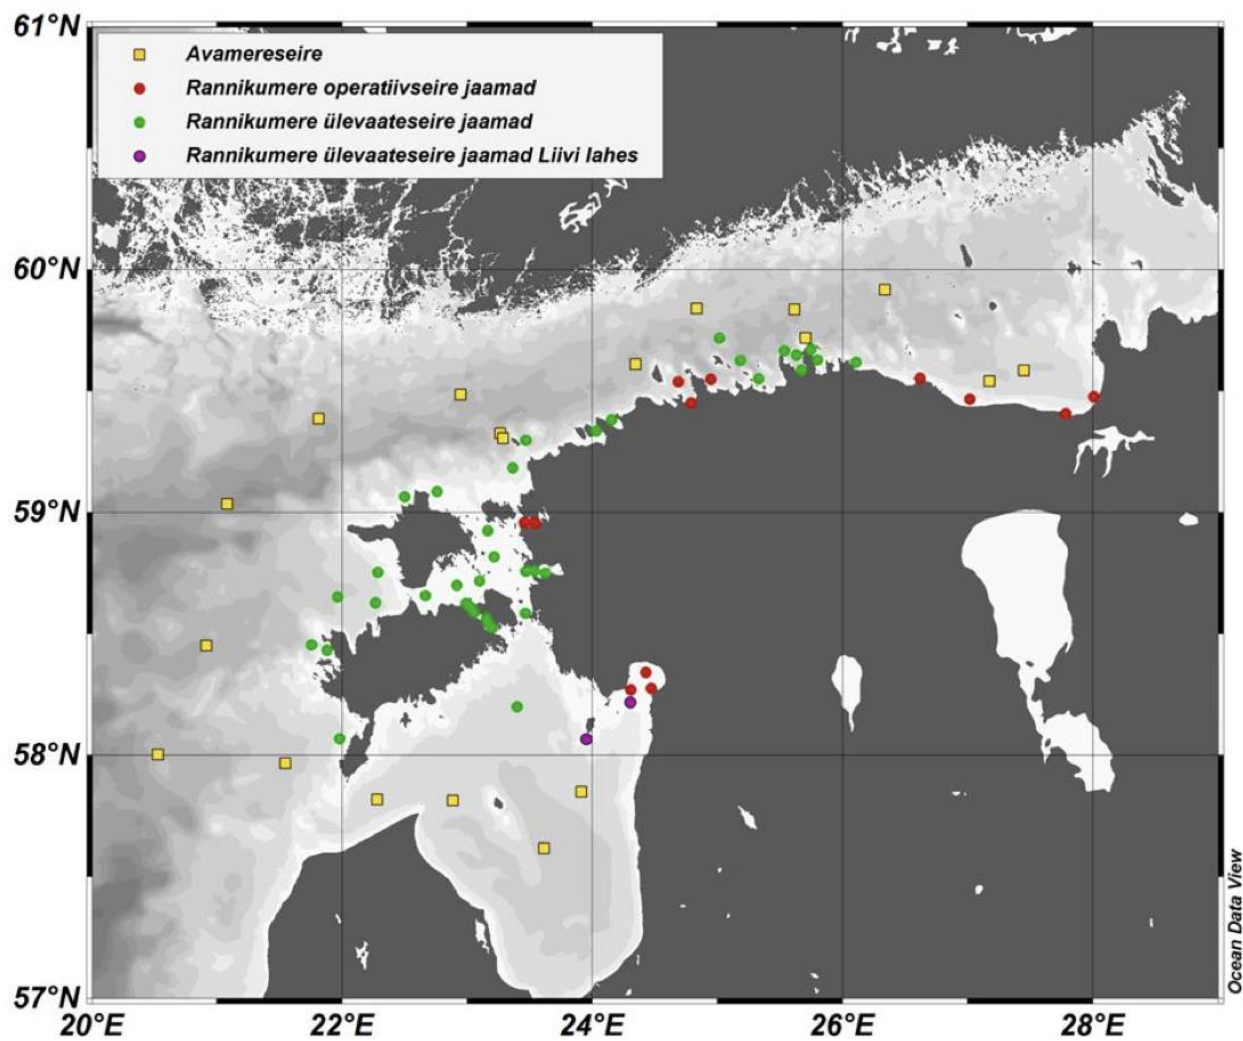 61°N
Avamereseire
Rannikumere operatiivseire jaamad
Rannikumere ülevaateseire jaamad
Rannikumere ülevaateseire jaamad Liivi lahes
60°N
59°N
58°N
57°N
20°E 22°E 24°E 26°E 28°E
Ocean Data View